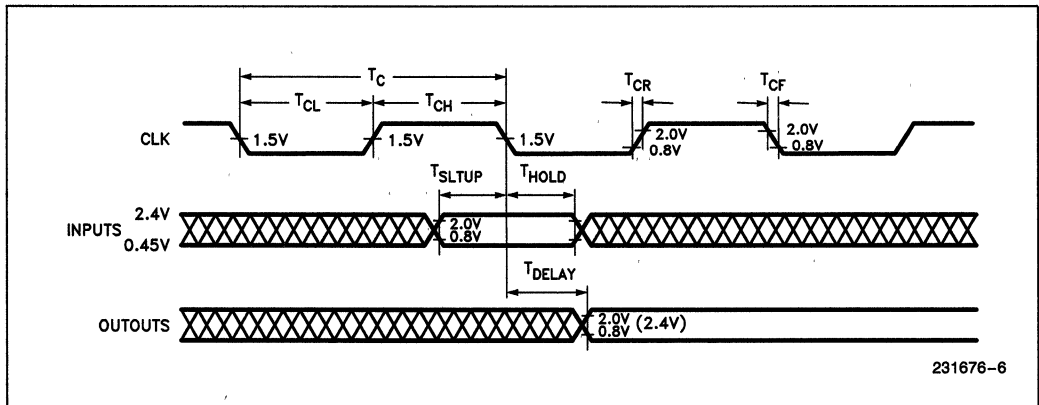 T_C
T_CL T_CH T_CR T_CF
CLK 1.5V 1.5V 1.5V 2.0V 0.8V 2.0V 0.8V
T_SLTUP T_HOLD
INPUTS 2.4V 0.45V 2.0V 0.8V
T_DELAY
OUTOUTS 2.0V (2.4V) 0.8V
231676-6